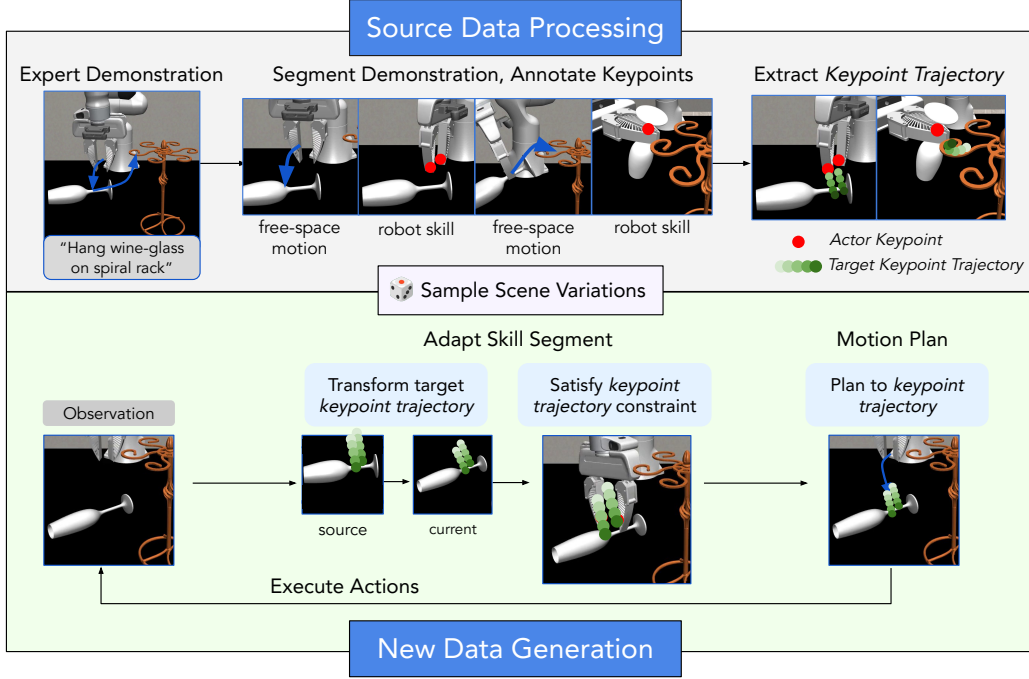 Source Data Processing
Expert Demonstration
Segment Demonstration, Annotate Keypoints
Extract Keypoint Trajectory
“Hang wine-glass
on spiral rack“
free-space
motion
robot skill
free-space
motion
robot skill
Actor Keypoint
Target Keypoint Trajectory
Sample Scene Variations
Adapt Skill Segment
Motion Plan
Observation
Transform target
keypoint trajectory
Satisfy keypoint
trajectory constraint
Plan to keypoint
trajectory
source
current
Execute Actions
New Data Generation